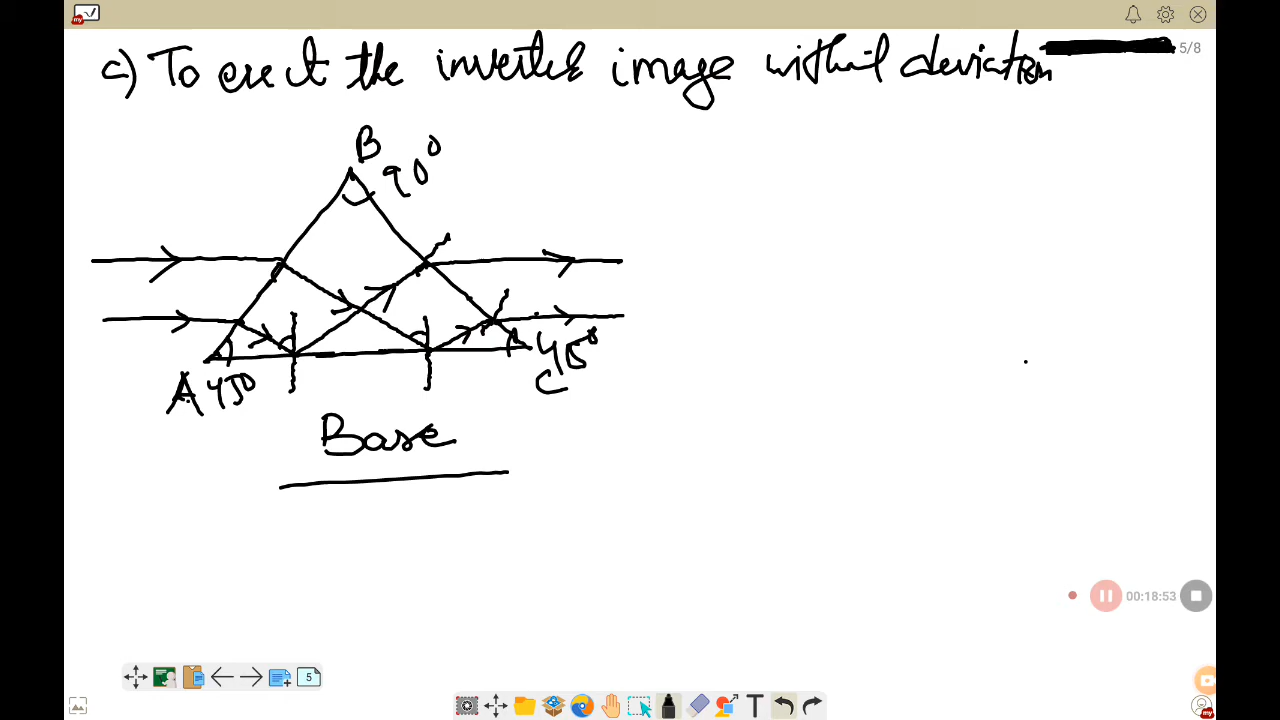 c) To erect the inverted image without deviation
5/8
B 90°
A 45°
45°
C
Base
00:18:53
5
T